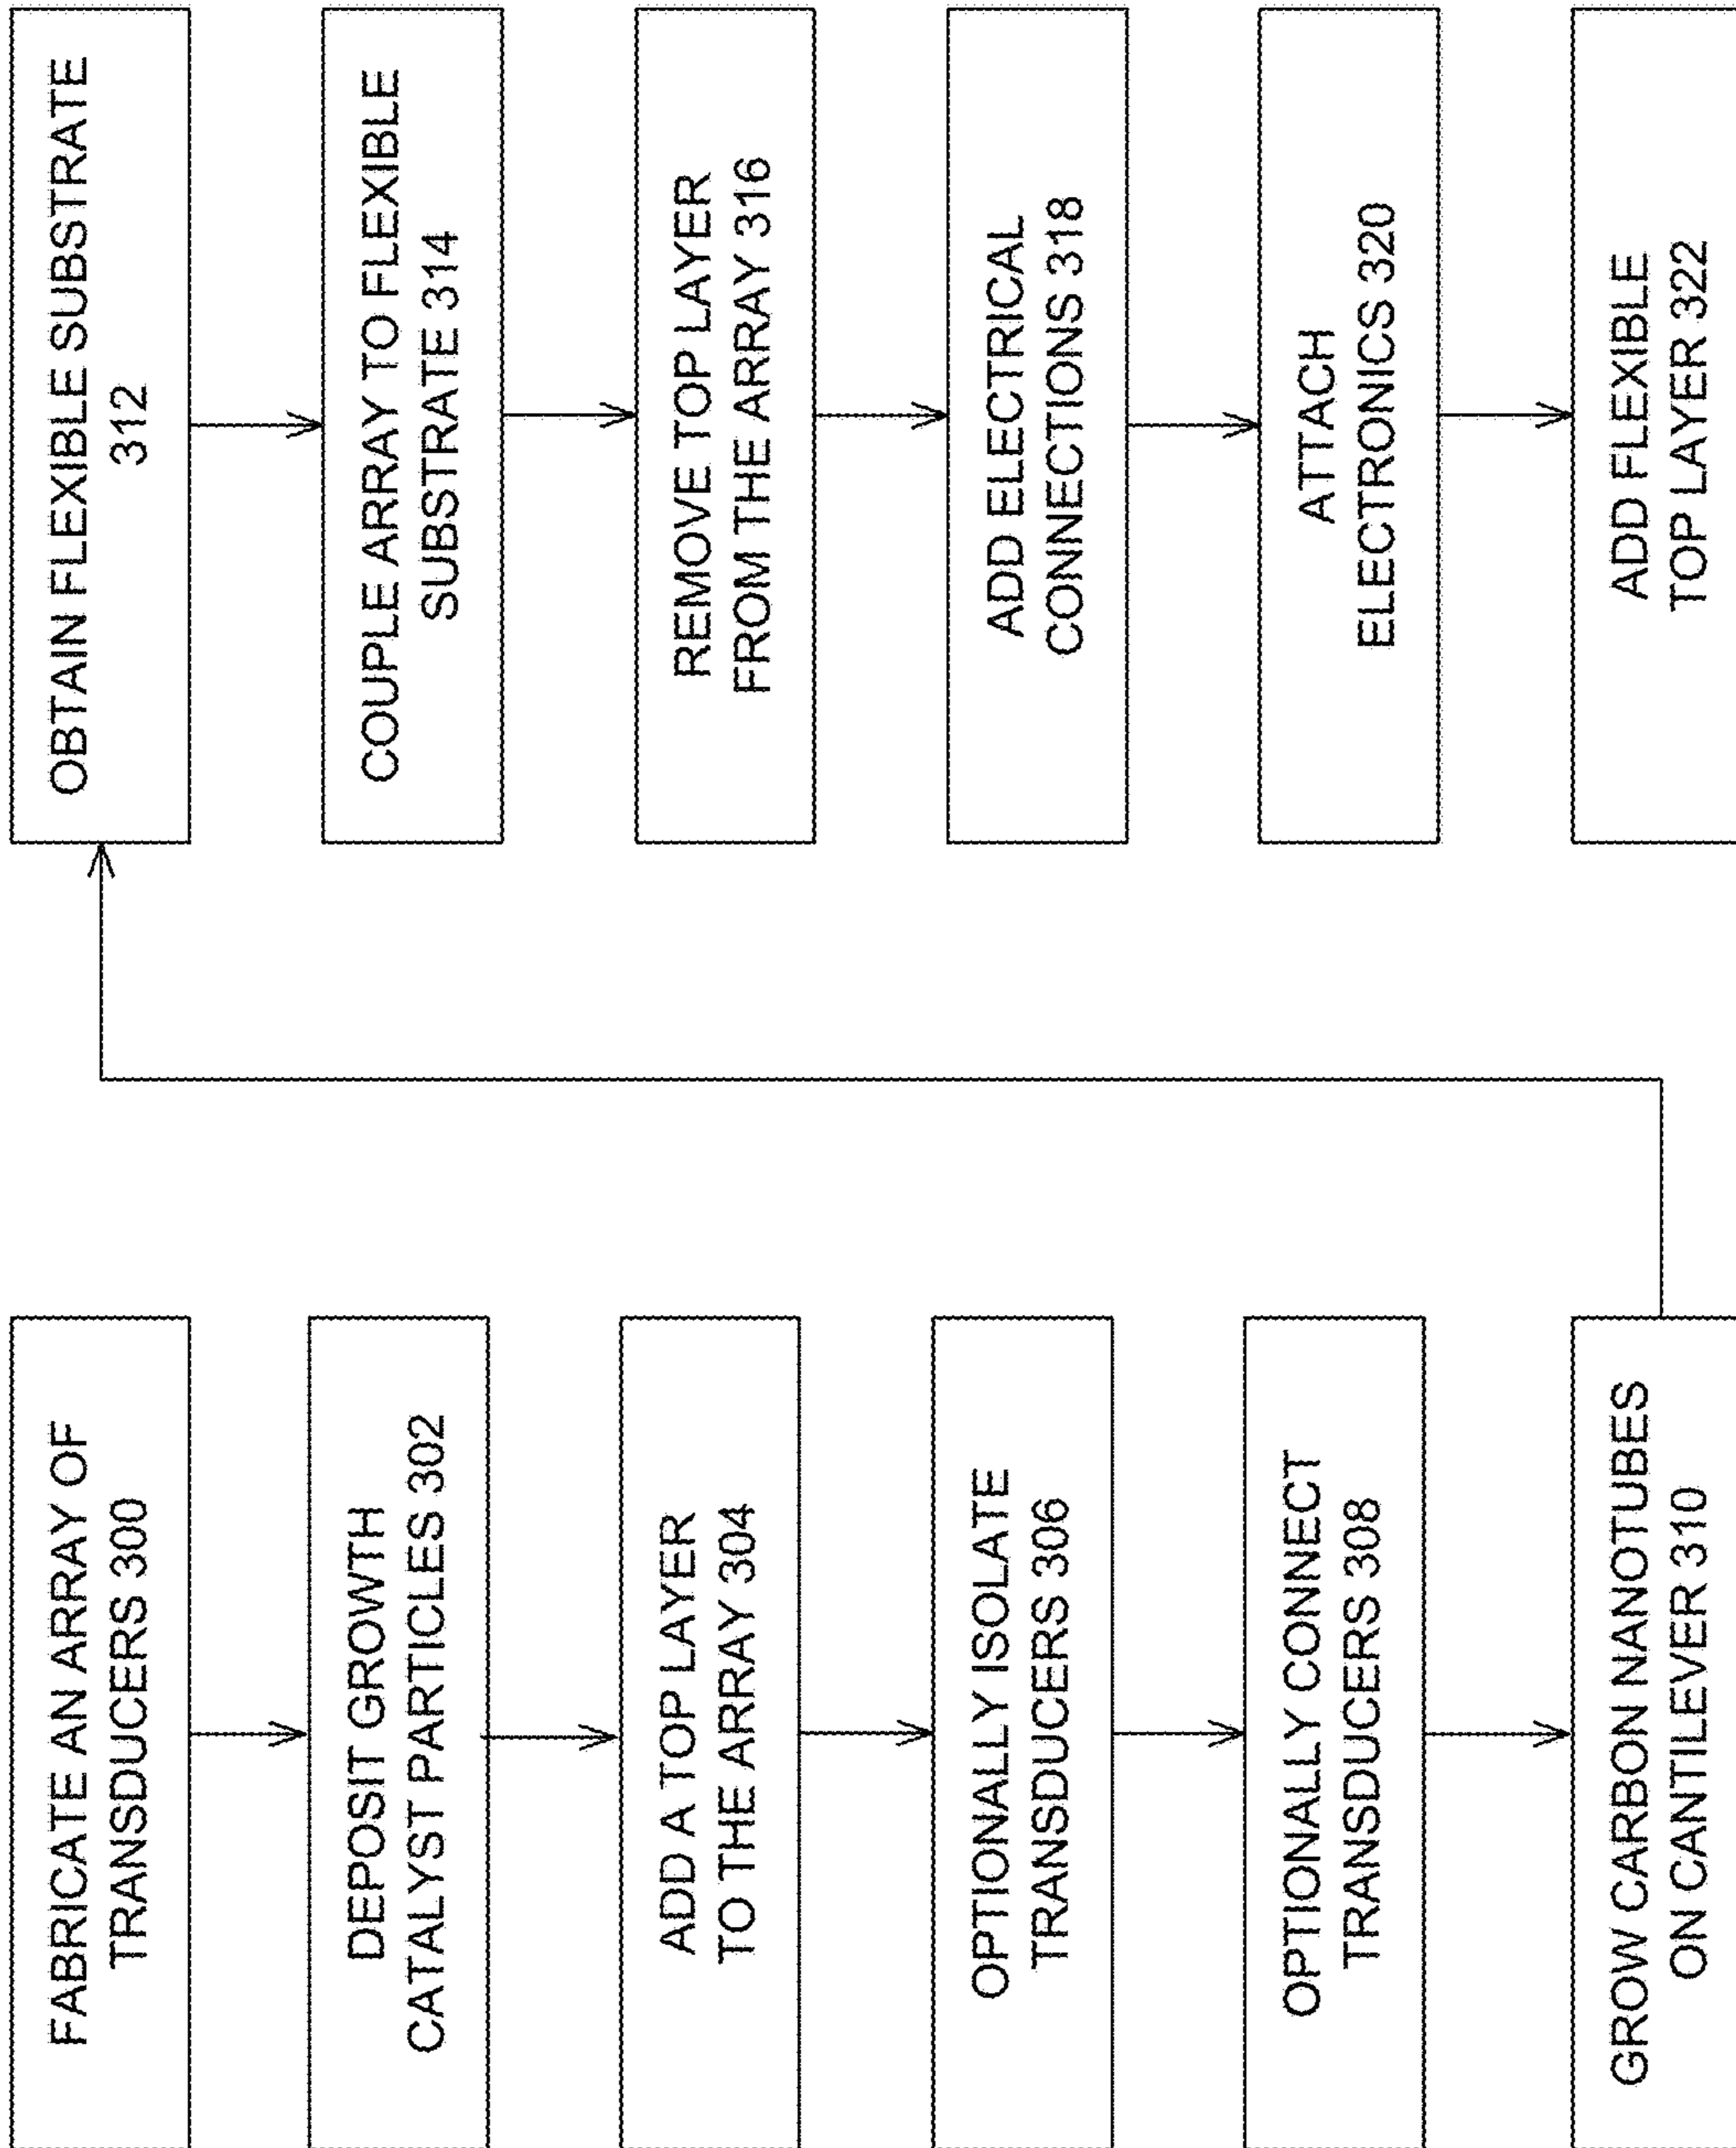 FABRICATE AN ARRAY OF
TRANSDUCERS 300
DEPOSIT GROWTH
CATALYST PARTICLES 302
ADD A TOP LAYER
TO THE ARRAY 304
OPTIONALLY ISOLATE
TRANSDUCERS 306
OPTIONALLY CONNECT
TRANSDUCERS 308
GROW CARBON NANOTUBES
ON CANTILEVER 310
OBTAIN FLEXIBLE SUBSTRATE
312
COUPLE ARRAY TO FLEXIBLE
SUBSTRATE 314
REMOVE TOP LAYER
FROM THE ARRAY 316
ADD ELECTRICAL
CONNECTIONS 318
ATTACH
ELECTRONICS 320
ADD FLEXIBLE
TOP LAYER 322